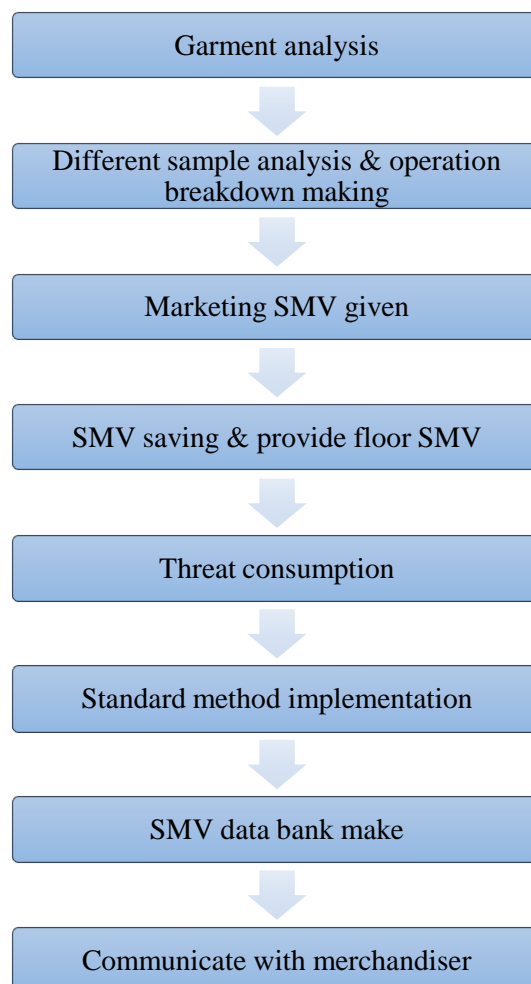 Garment analysis
Different sample analysis & operation
breakdown making
Marketing SMV given
SMV saving & provide floor SMV
Threat consumption
Standard method implementation
SMV data bank make
Communicate with merchandiser